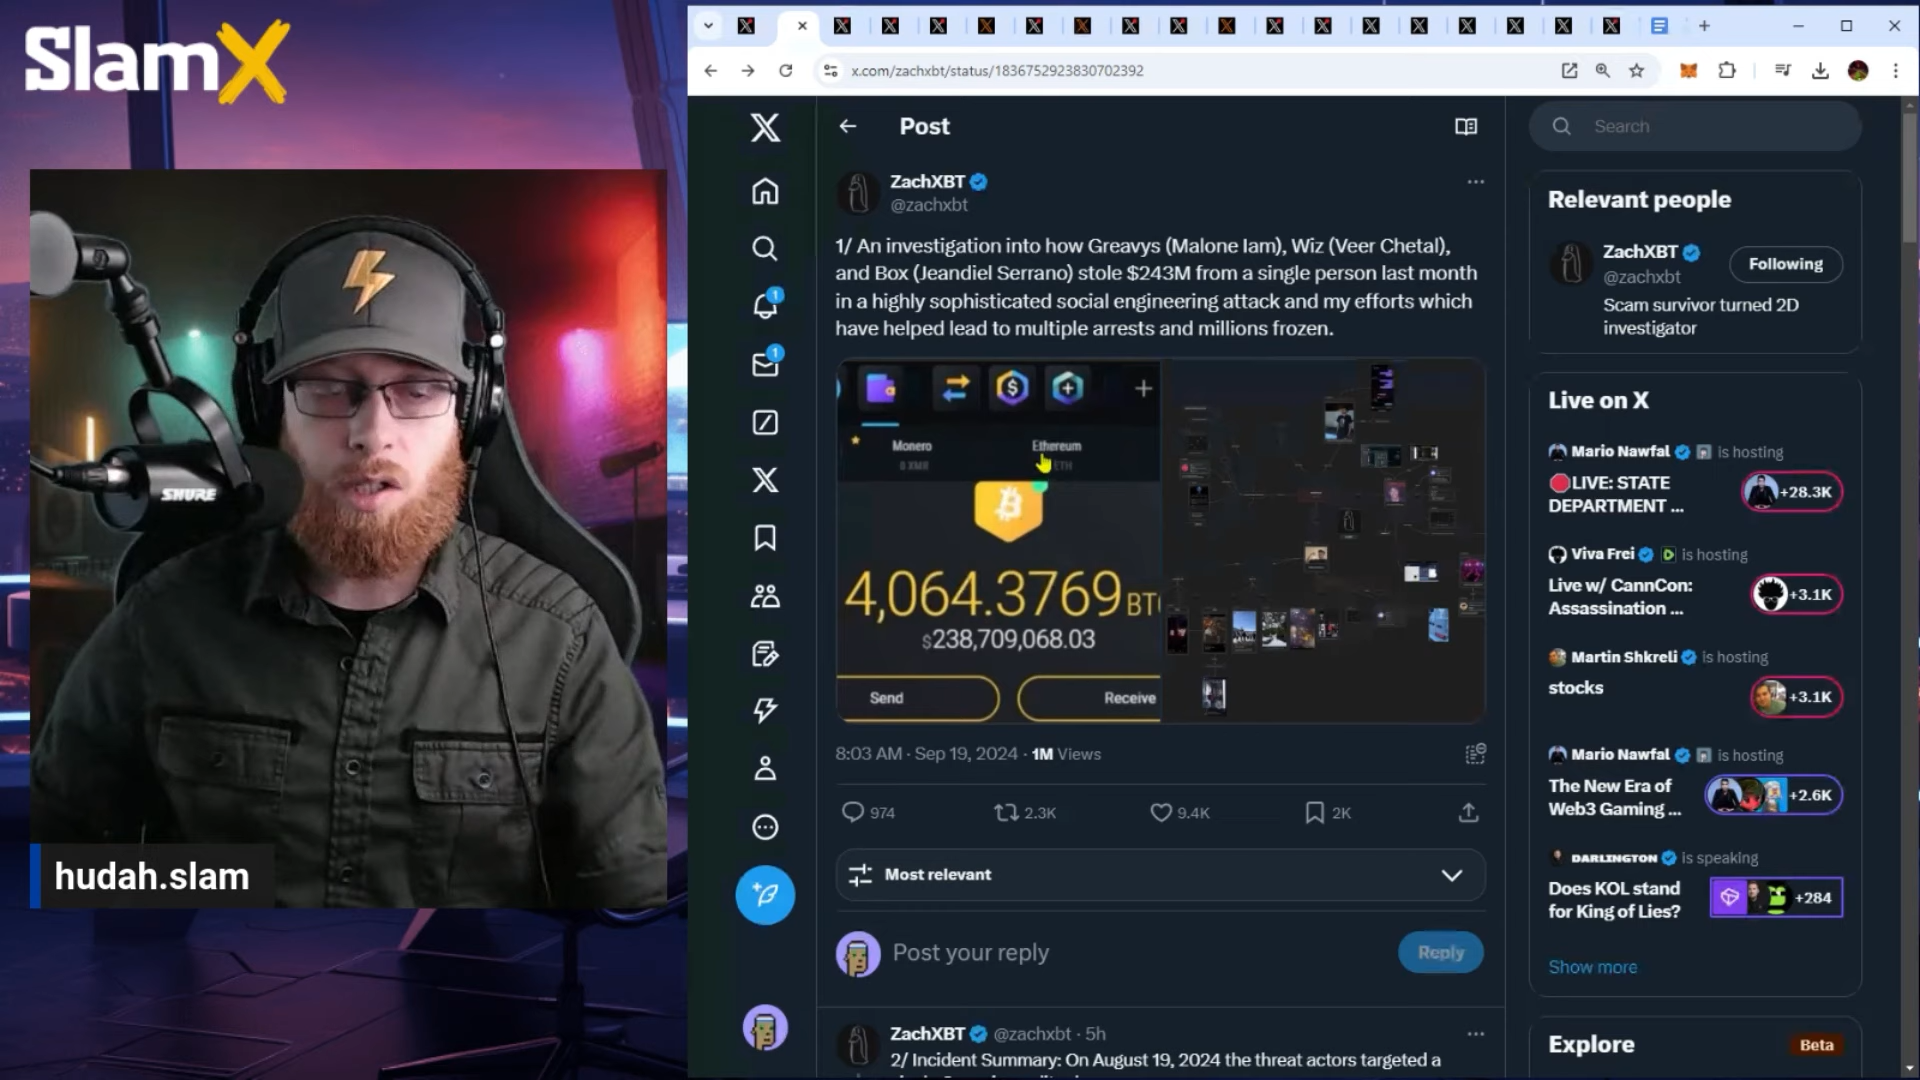 SlamX
SHURE
hudah.slam
x.com/zachxbt/status/1836752923830702392
Post
ZachXBT
@zachxbt
1/ An investigation into how Greavys (Malone Iam), Wiz (Veer Chetal),
and Box (Jeandiel Serrano) stole $243M from a single person last month
in a highly sophisticated social engineering attack and my efforts which
have helped lead to multiple arrests and millions frozen.
Monero
Ethereum
0 XMR
ETH
4,064.3769 BTC
$238,709,068.03
Send
Receive
8:03 AM · Sep 19, 2024 · 1M Views
974
2.3K
9.4K
2K
Most relevant
Post your reply
Reply
ZachXBT @zachxbt · 5h
2/ Incident Summary: On August 19, 2024 the threat actors targeted a
Search
Relevant people
ZachXBT
@zachxbt
Following
Scam survivor turned 2D
investigator
Live on X
Mario Nawfal is hosting
LIVE: STATE
DEPARTMENT ...
+28.3K
Viva Frei is hosting
Live w/ CannCon:
Assassination ...
+3.1K
Martin Shkreli is hosting
stocks
+3.1K
Mario Nawfal is hosting
The New Era of
Web3 Gaming ...
+2.6K
DARLINGTON is speaking
Does KOL stand
for King of Lies?
+284
Show more
Explore
Beta
1
1